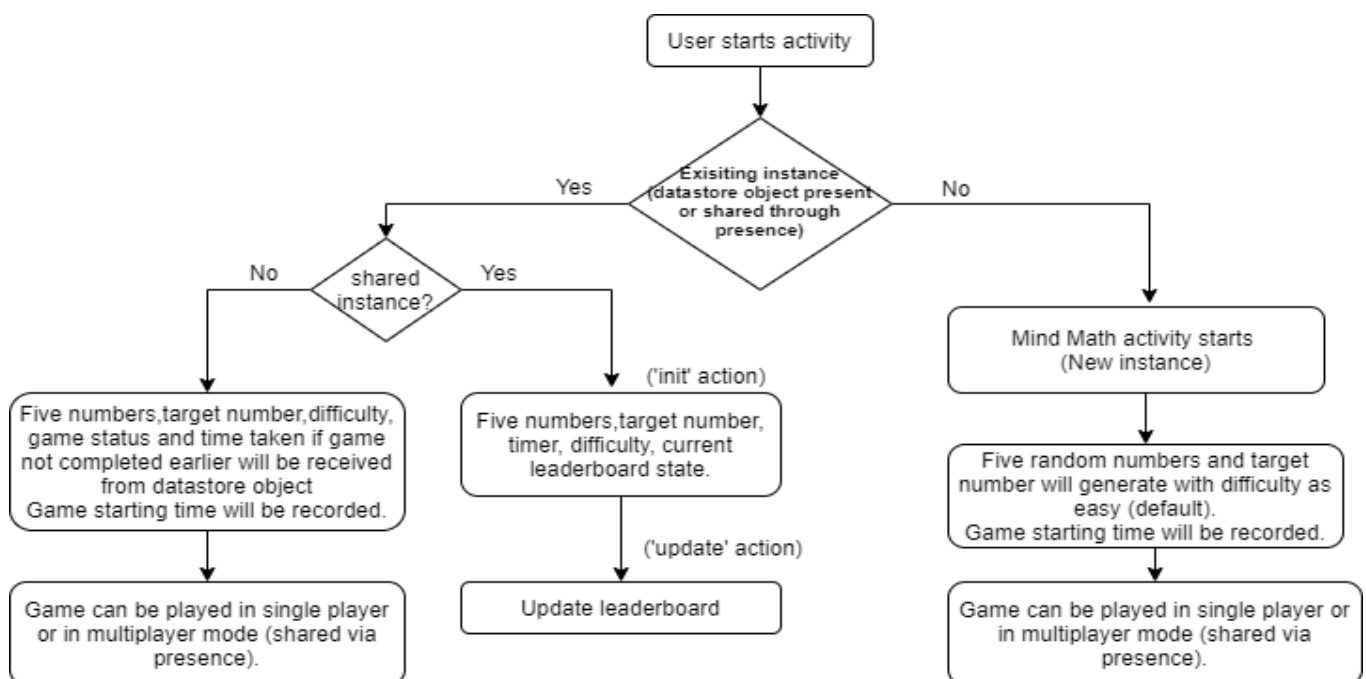 User starts activity
Exisiting instance
(datastore object present
or shared through
presence)
Yes
No
shared
instance?
No
Yes
Mind Math activity starts
(New instance)
('init' action)
Five numbers,target number,difficulty,
game status and time taken if game
not completed earlier will be received
from datastore object
Game starting time will be recorded.
Five numbers,target number,
timer, difficulty, current
leaderboard state.
Five random numbers and target
number will generate with difficulty as
easy (default).
Game starting time will be recorded.
('update' action)
Game can be played in single player
or in multiplayer mode (shared via
presence).
Update leaderboard
Game can be played in single player or
in multiplayer mode (shared via
presence).